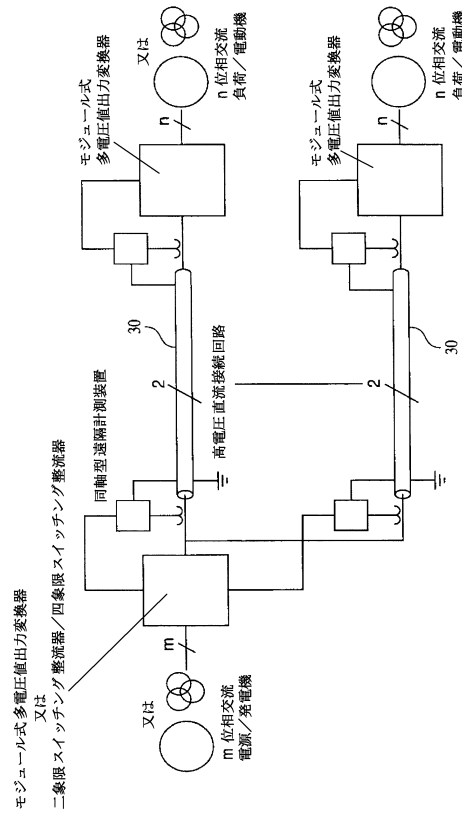 モジュール式多電圧値出力変換器
又は
二象限スイッチング整流器/四象限スイッチング整流器
m
又は
m 位相交流
電源/発電機
同軸型遠隔計測装置
30
2
高電圧直流接続回路
モジュール式
多電圧値出力変換器
n
又は
n 位相交流
負荷/電動機
2
30
モジュール式
多電圧値出力変換器
n
又は
n 位相交流
負荷/電動機